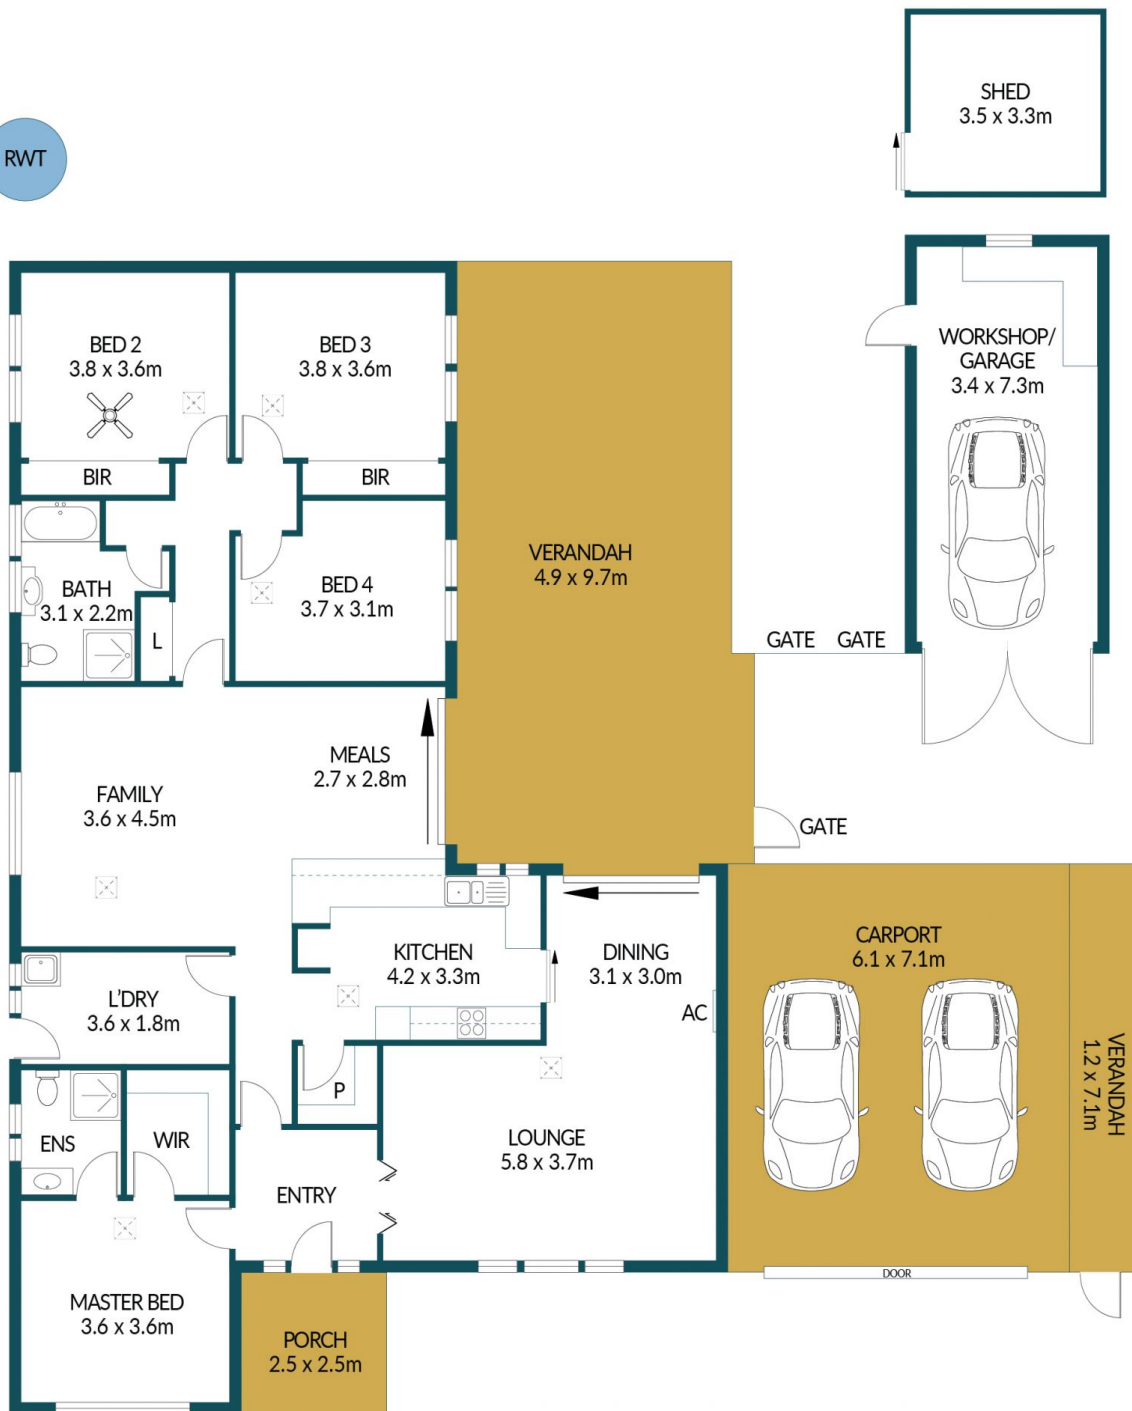 SHED
3.5 x 3.3m
RWT
BED 2
3.8 x 3.6m
BED 3
3.8 x 3.6m
WORKSHOP/
GARAGE
3.4 x 7.3m
BIR
BIR
VERANDAH
4.9 x 9.7m
BATH
3.1 x 2.2m
BED 4
3.7 x 3.1m
L
GATE
GATE
MEALS
2.7 x 2.8m
FAMILY
3.6 x 4.5m
GATE
KITCHEN
4.2 x 3.3m
DINING
3.1 x 3.0m
CARPORT
6.1 x 7.1m
L'DRY
3.6 x 1.8m
AC
VERANDAH
1.2 x 7.1m
P
ENS
WIR
LOUNGE
5.8 x 3.7m
ENTRY
DOOR
MASTER BED
3.6 x 3.6m
PORCH
2.5 x 2.5m